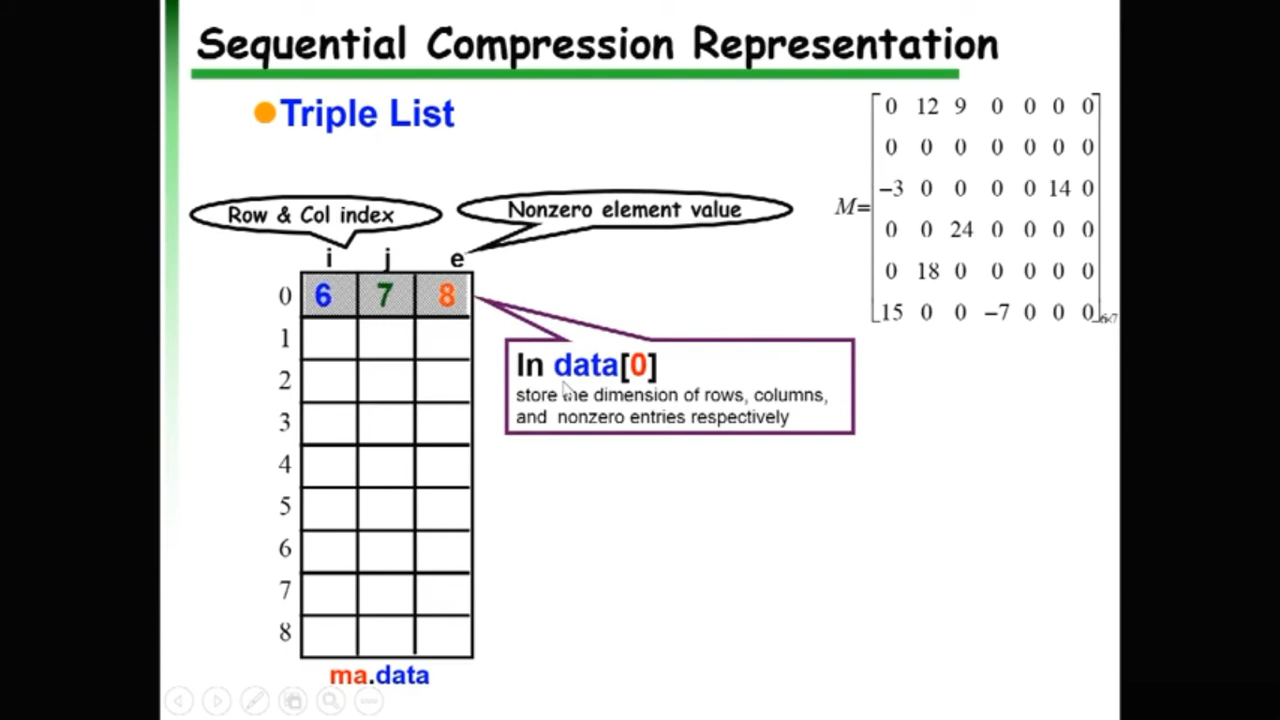 Sequential Compression Representation
Triple List
Row & Col index
Nonzero element value
i j e
0 6 7 8
1
2
3
4
5
6
7
8
ma.data
In data[0]
store the dimension of rows, columns,
and nonzero entries respectively
M=
0 12 9 0 0 0 0
0 0 0 0 0 0 0
−3 0 0 0 0 14 0
0 0 24 0 0 0 0
0 18 0 0 0 0 0
15 0 0 −7 0 0 0
6×7